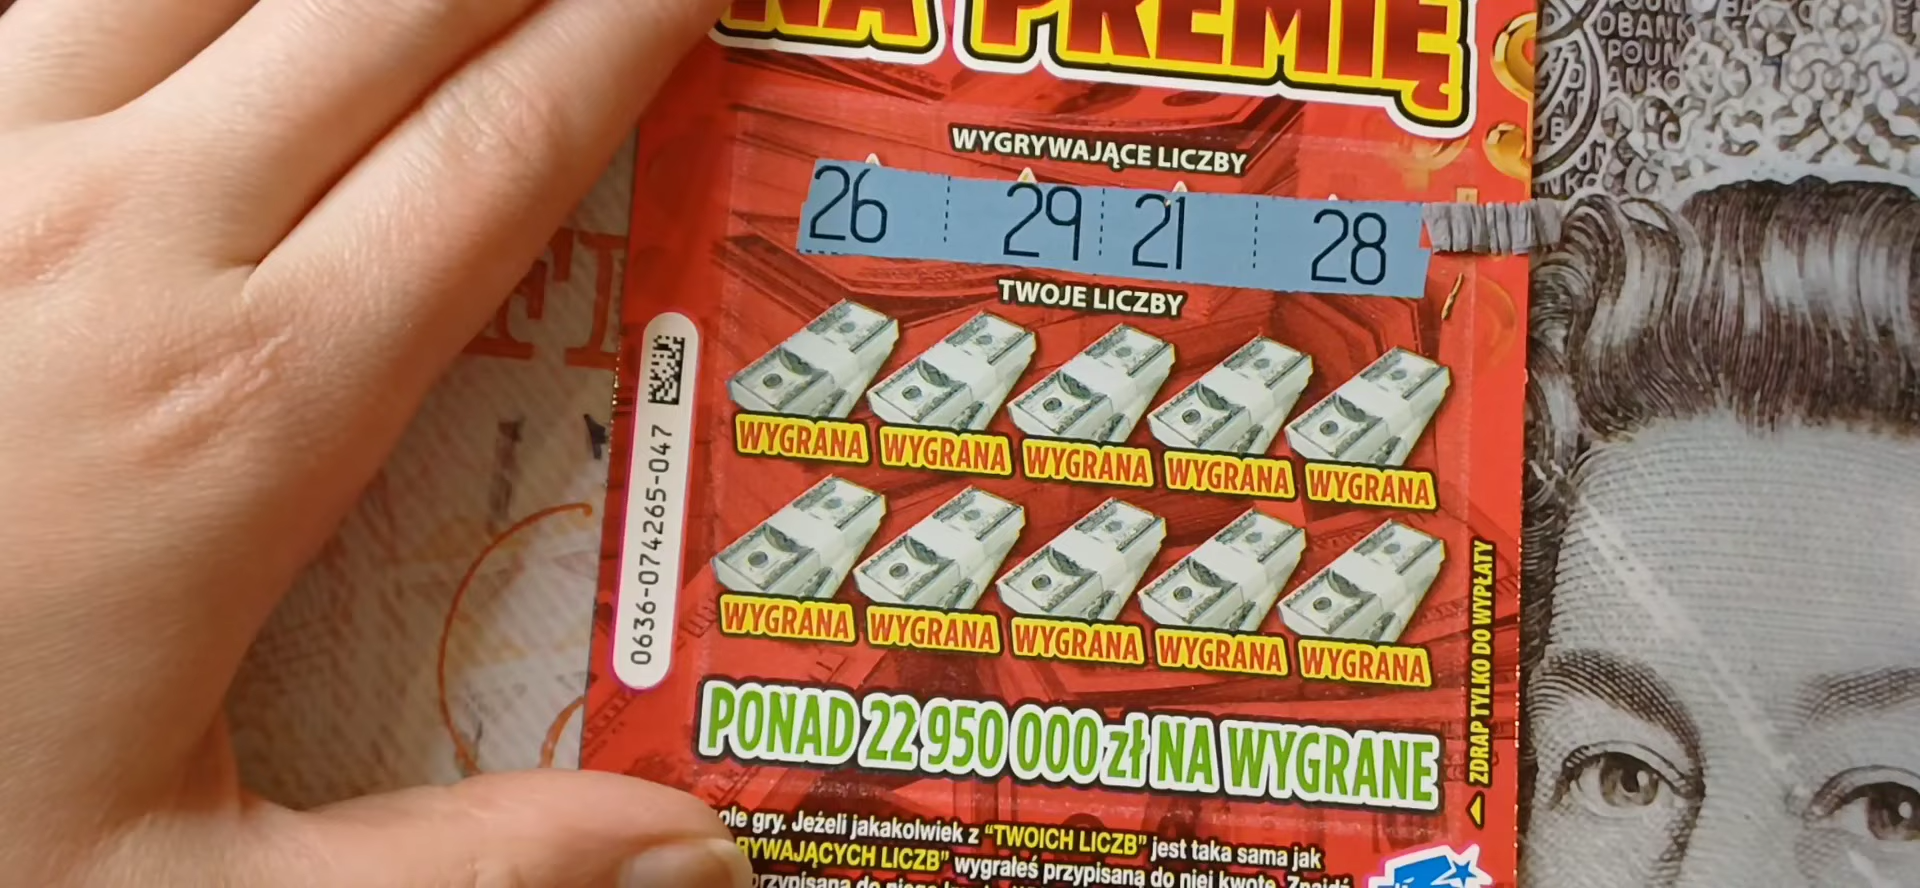 NA PREMIĘ
WYGRYWAJĄCE LICZBY
26 29 21 28
TWOJE LICZBY
WYGRANA WYGRANA WYGRANA WYGRANA WYGRANA
WYGRANA WYGRANA WYGRANA WYGRANA WYGRANA
0636-074265-047
ZDRAP TYLKO DO WYPŁATY
PONAD 22 950 000 zł NA WYGRANE
gry. Jeżeli jakakolwiek z “TWOICH LICZB” jest taka sama jak
wygrałeś przypisaną do niej kwotę.
POUN